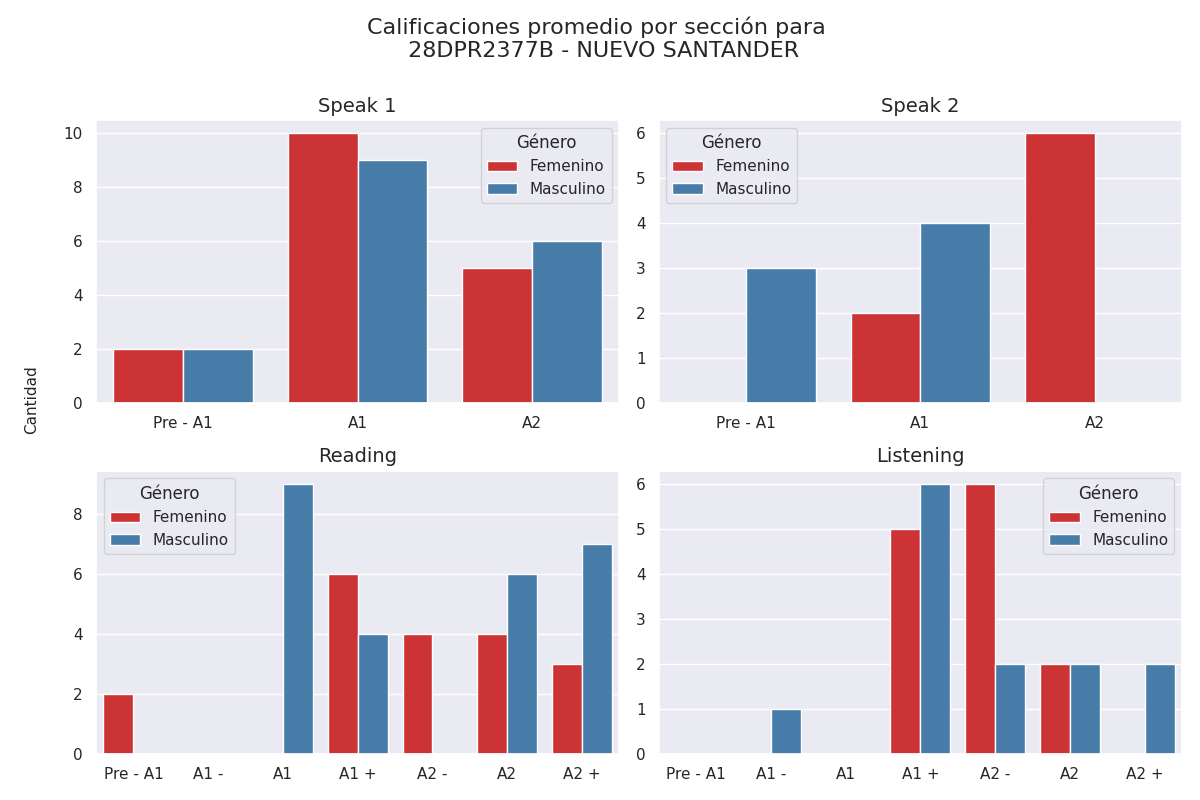 Calificaciones promedio por sección para
28DPR2377B - NUEVO SANTANDER
Cantidad
Speak 1
10
8
6
4
2
0
Género
Femenino
Masculino
Pre - A1 A1 A2
Speak 2
6
5
4
3
2
1
0
Género
Femenino
Masculino
Pre - A1 A1 A2
Reading
8
6
4
2
0
Género
Femenino
Masculino
Pre - A1 A1 - A1 A1 + A2 - A2 A2 +
Listening
6
5
4
3
2
1
0
Género
Femenino
Masculino
Pre - A1 A1 - A1 A1 + A2 - A2 A2 +